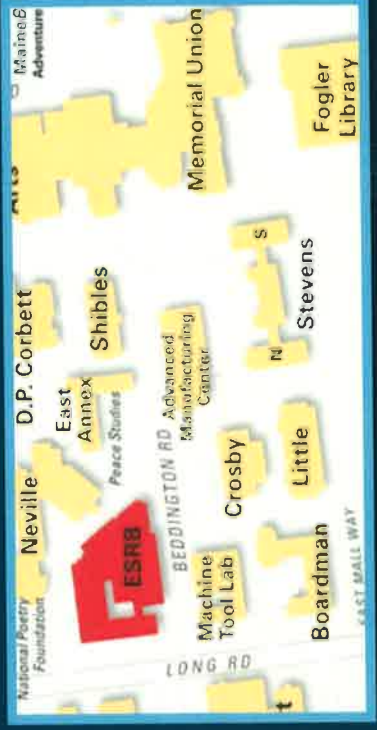 Maine B
Adventure
Arts
Memorial Union
Fogler
Library
D.P. Corbett
Shibles
East
Annex
Peace Studies
Advanced
Manufacturing
Center
S
N
Stevens
Neville
National Poetry
Foundation
ESRB
BEDDINGTON RD
Crosby
Little
Machine
Tool Lab
Boardman
EAST MALL WAY
LONG RD
t